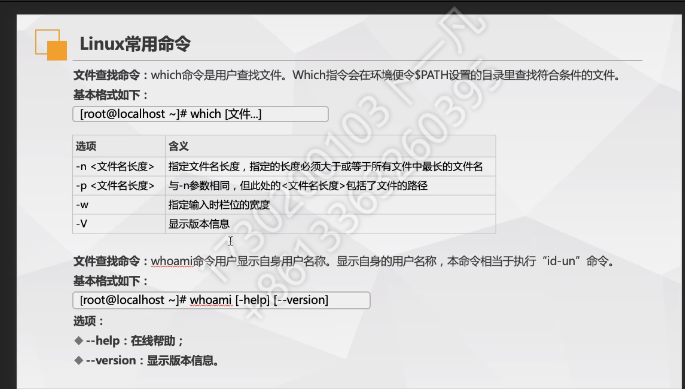 Linux常用命令
文件查找命令：which命令是用户查找文件。Which指令会在环境便令$PATH设置的目录里查找符合条件的文件。
基本格式如下：
[root@localhost ~]# which [文件...]
选项 含义
-n <文件名长度> 指定文件名长度，指定的长度必须大于或等于所有文件中最长的文件名
-p <文件名长度> 与-n参数相同，但此处的<文件名长度>包括了文件的路径
-w 指定输入时栏位的宽度
-V 显示版本信息
文件查找命令：whoami命令用户显示自身用户名称。显示自身的用户名称，本命令相当于执行“id-un”命令。
基本格式如下：
[root@localhost ~]# whoami [-help] [--version]
选项：
◆ --help：在线帮助；
◆ --version：显示版本信息。